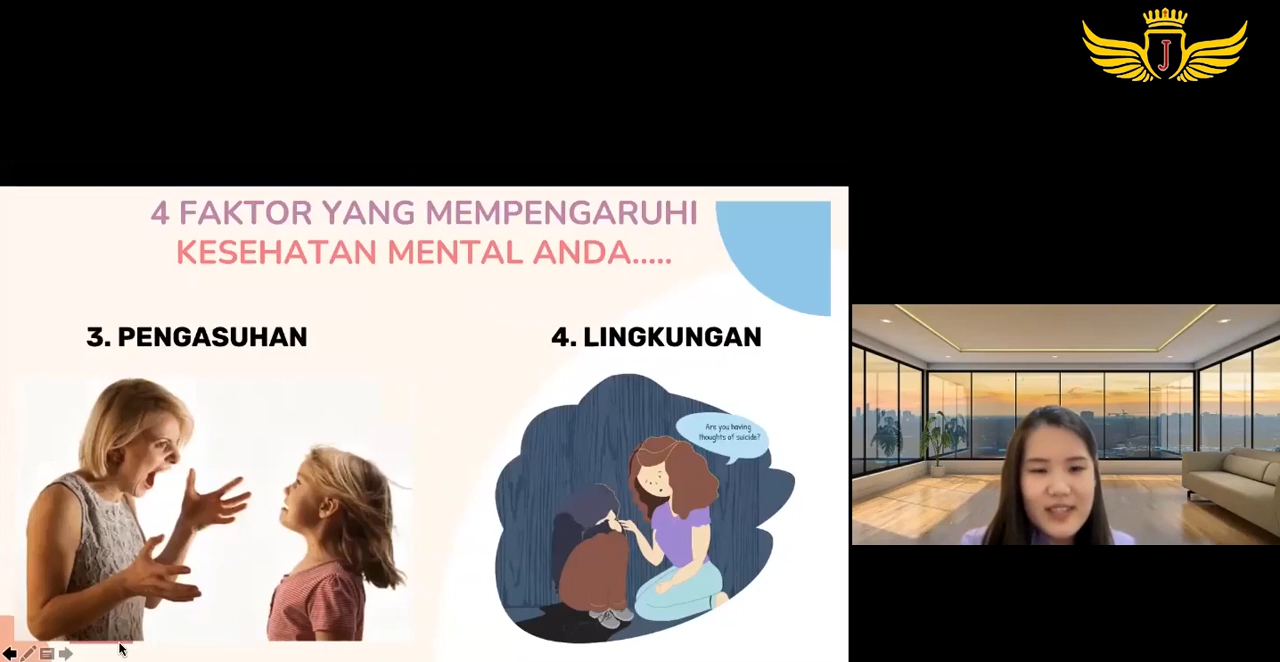 J
4 FAKTOR YANG MEMPENGARUHI
KESEHATAN MENTAL ANDA.....
3. PENGASUHAN
4. LINGKUNGAN
Are you having
thoughts of suicide?